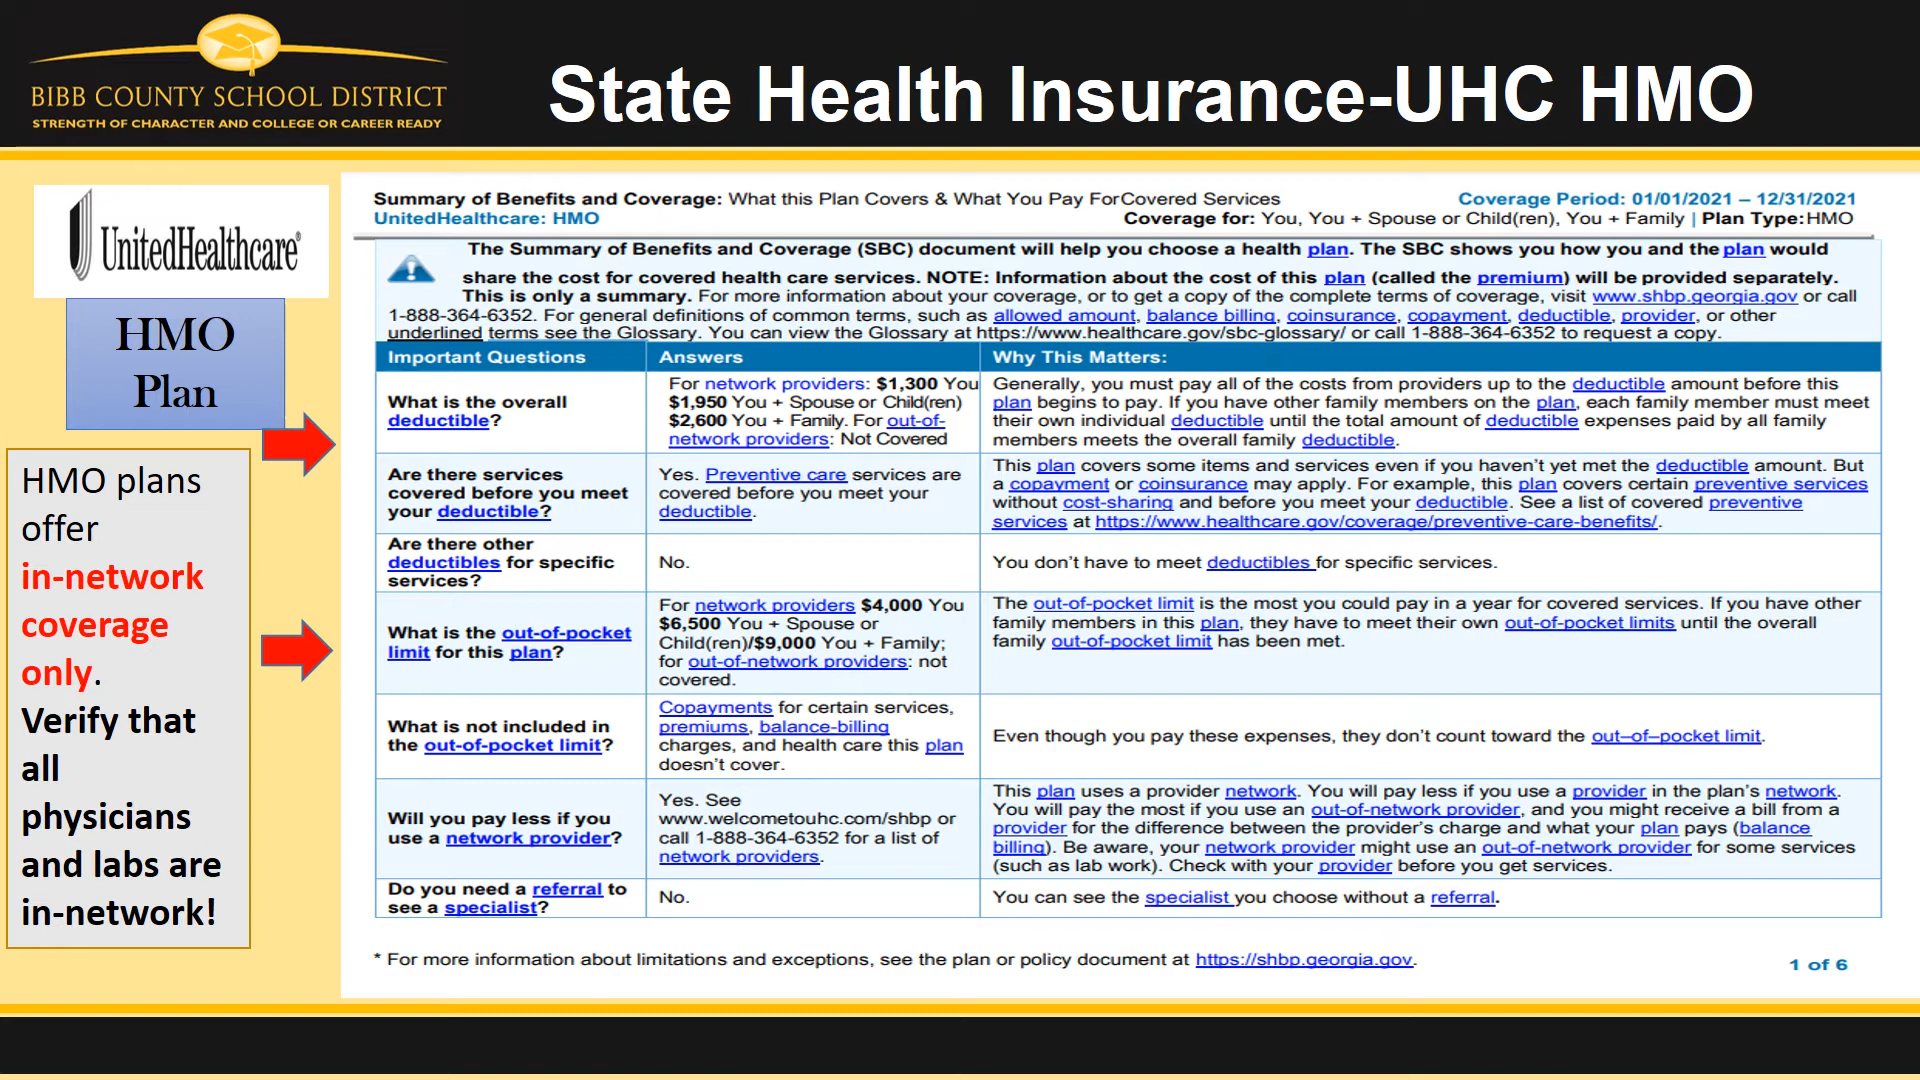 BIBB COUNTY SCHOOL DISTRICT
STRENGTH OF CHARACTER AND COLLEGE OR CAREER READY
State Health Insurance-UHC HMO
UnitedHealthcare®
HMO
Plan
HMO plans
offer
in-network
coverage
only.
Verify that
all
physicians
and labs are
in-network!
Summary of Benefits and Coverage: What this Plan Covers & What You Pay ForCovered Services
Coverage Period: 01/01/2021 – 12/31/2021
UnitedHealthcare: HMO
Coverage for: You, You + Spouse or Child(ren), You + Family | Plan Type:HMO
The Summary of Benefits and Coverage (SBC) document will help you choose a health plan. The SBC shows you how you and the plan would
share the cost for covered health care services. NOTE: Information about the cost of this plan (called the premium) will be provided separately.
This is only a summary. For more information about your coverage, or to get a copy of the complete terms of coverage, visit www.shbp.georgia.gov or call
1-888-364-6352. For general definitions of common terms, such as allowed amount, balance billing, coinsurance, copayment, deductible, provider, or other
underlined terms see the Glossary. You can view the Glossary at https://www.healthcare.gov/sbc-glossary/ or call 1-888-364-6352 to request a copy.
Important Questions
Answers
Why This Matters:
What is the overall
deductible?
For network providers: $1,300 You
$1,950 You + Spouse or Child(ren)
$2,600 You + Family. For out-of-
network providers: Not Covered
Generally, you must pay all of the costs from providers up to the deductible amount before this
plan begins to pay. If you have other family members on the plan, each family member must meet
their own individual deductible until the total amount of deductible expenses paid by all family
members meets the overall family deductible.
Are there services
covered before you meet
your deductible?
Yes. Preventive care services are
covered before you meet your
deductible.
This plan covers some items and services even if you haven't yet met the deductible amount. But
a copayment or coinsurance may apply. For example, this plan covers certain preventive services
without cost-sharing and before you meet your deductible. See a list of covered preventive
services at https://www.healthcare.gov/coverage/preventive-care-benefits/.
Are there other
deductibles for specific
services?
No.
You don't have to meet deductibles for specific services.
What is the out-of-pocket
limit for this plan?
For network providers $4,000 You
$6,500 You + Spouse or
Child(ren)/$9,000 You + Family;
for out-of-network providers: not
covered.
The out-of-pocket limit is the most you could pay in a year for covered services. If you have other
family members in this plan, they have to meet their own out-of-pocket limits until the overall
family out-of-pocket limit has been met.
What is not included in
the out-of-pocket limit?
Copayments for certain services,
premiums, balance-billing
charges, and health care this plan
doesn't cover.
Even though you pay these expenses, they don't count toward the out–of–pocket limit.
Will you pay less if you
use a network provider?
Yes. See
www.welcometouhc.com/shbp or
call 1-888-364-6352 for a list of
network providers.
This plan uses a provider network. You will pay less if you use a provider in the plan's network.
You will pay the most if you use an out-of-network provider, and you might receive a bill from a
provider for the difference between the provider's charge and what your plan pays (balance
billing). Be aware, your network provider might use an out-of-network provider for some services
(such as lab work). Check with your provider before you get services.
Do you need a referral to
see a specialist?
No.
You can see the specialist you choose without a referral.
* For more information about limitations and exceptions, see the plan or policy document at https://shbp.georgia.gov.
1 of 6